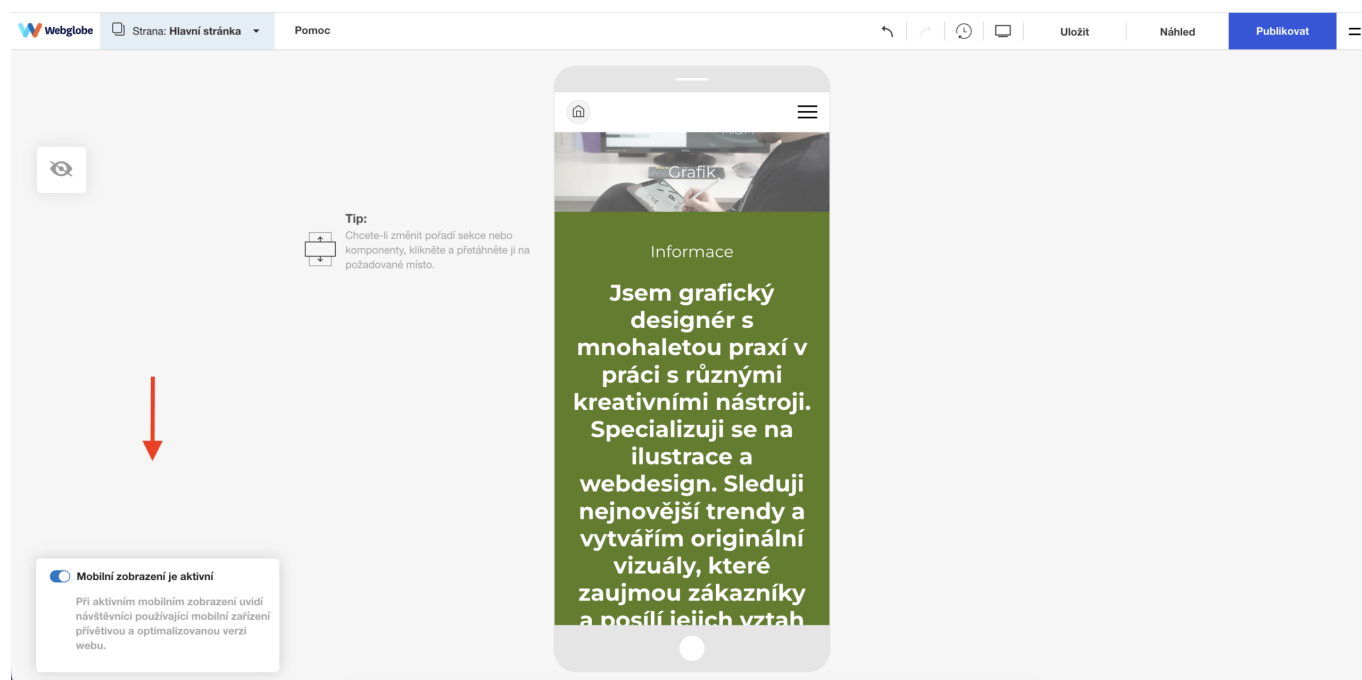 Webglobe
Strana: Hlavní stránka
Pomoc
Uložit
Náhled
Publikovat
Grafik
Tip:
Chcete-li změnit pořadí sekce nebo
komponenty, klikněte a přetáhněte ji na
požadované místo.
Informace
Jsem grafický
designér s
mnohaletou praxí v
práci s různými
kreativními nástroji.
Specializuji se na
ilustrace a
webdesign. Sleduji
nejnovější trendy a
vytvářím originální
vizuály, které
zaujmou zákazníky
a posílí jejich vztah
Mobilní zobrazení je aktivní
Při aktivním mobilním zobrazení uvidí
návštěvníci používající mobilní zařízení
přívětivou a optimalizovanou verzi
webu.